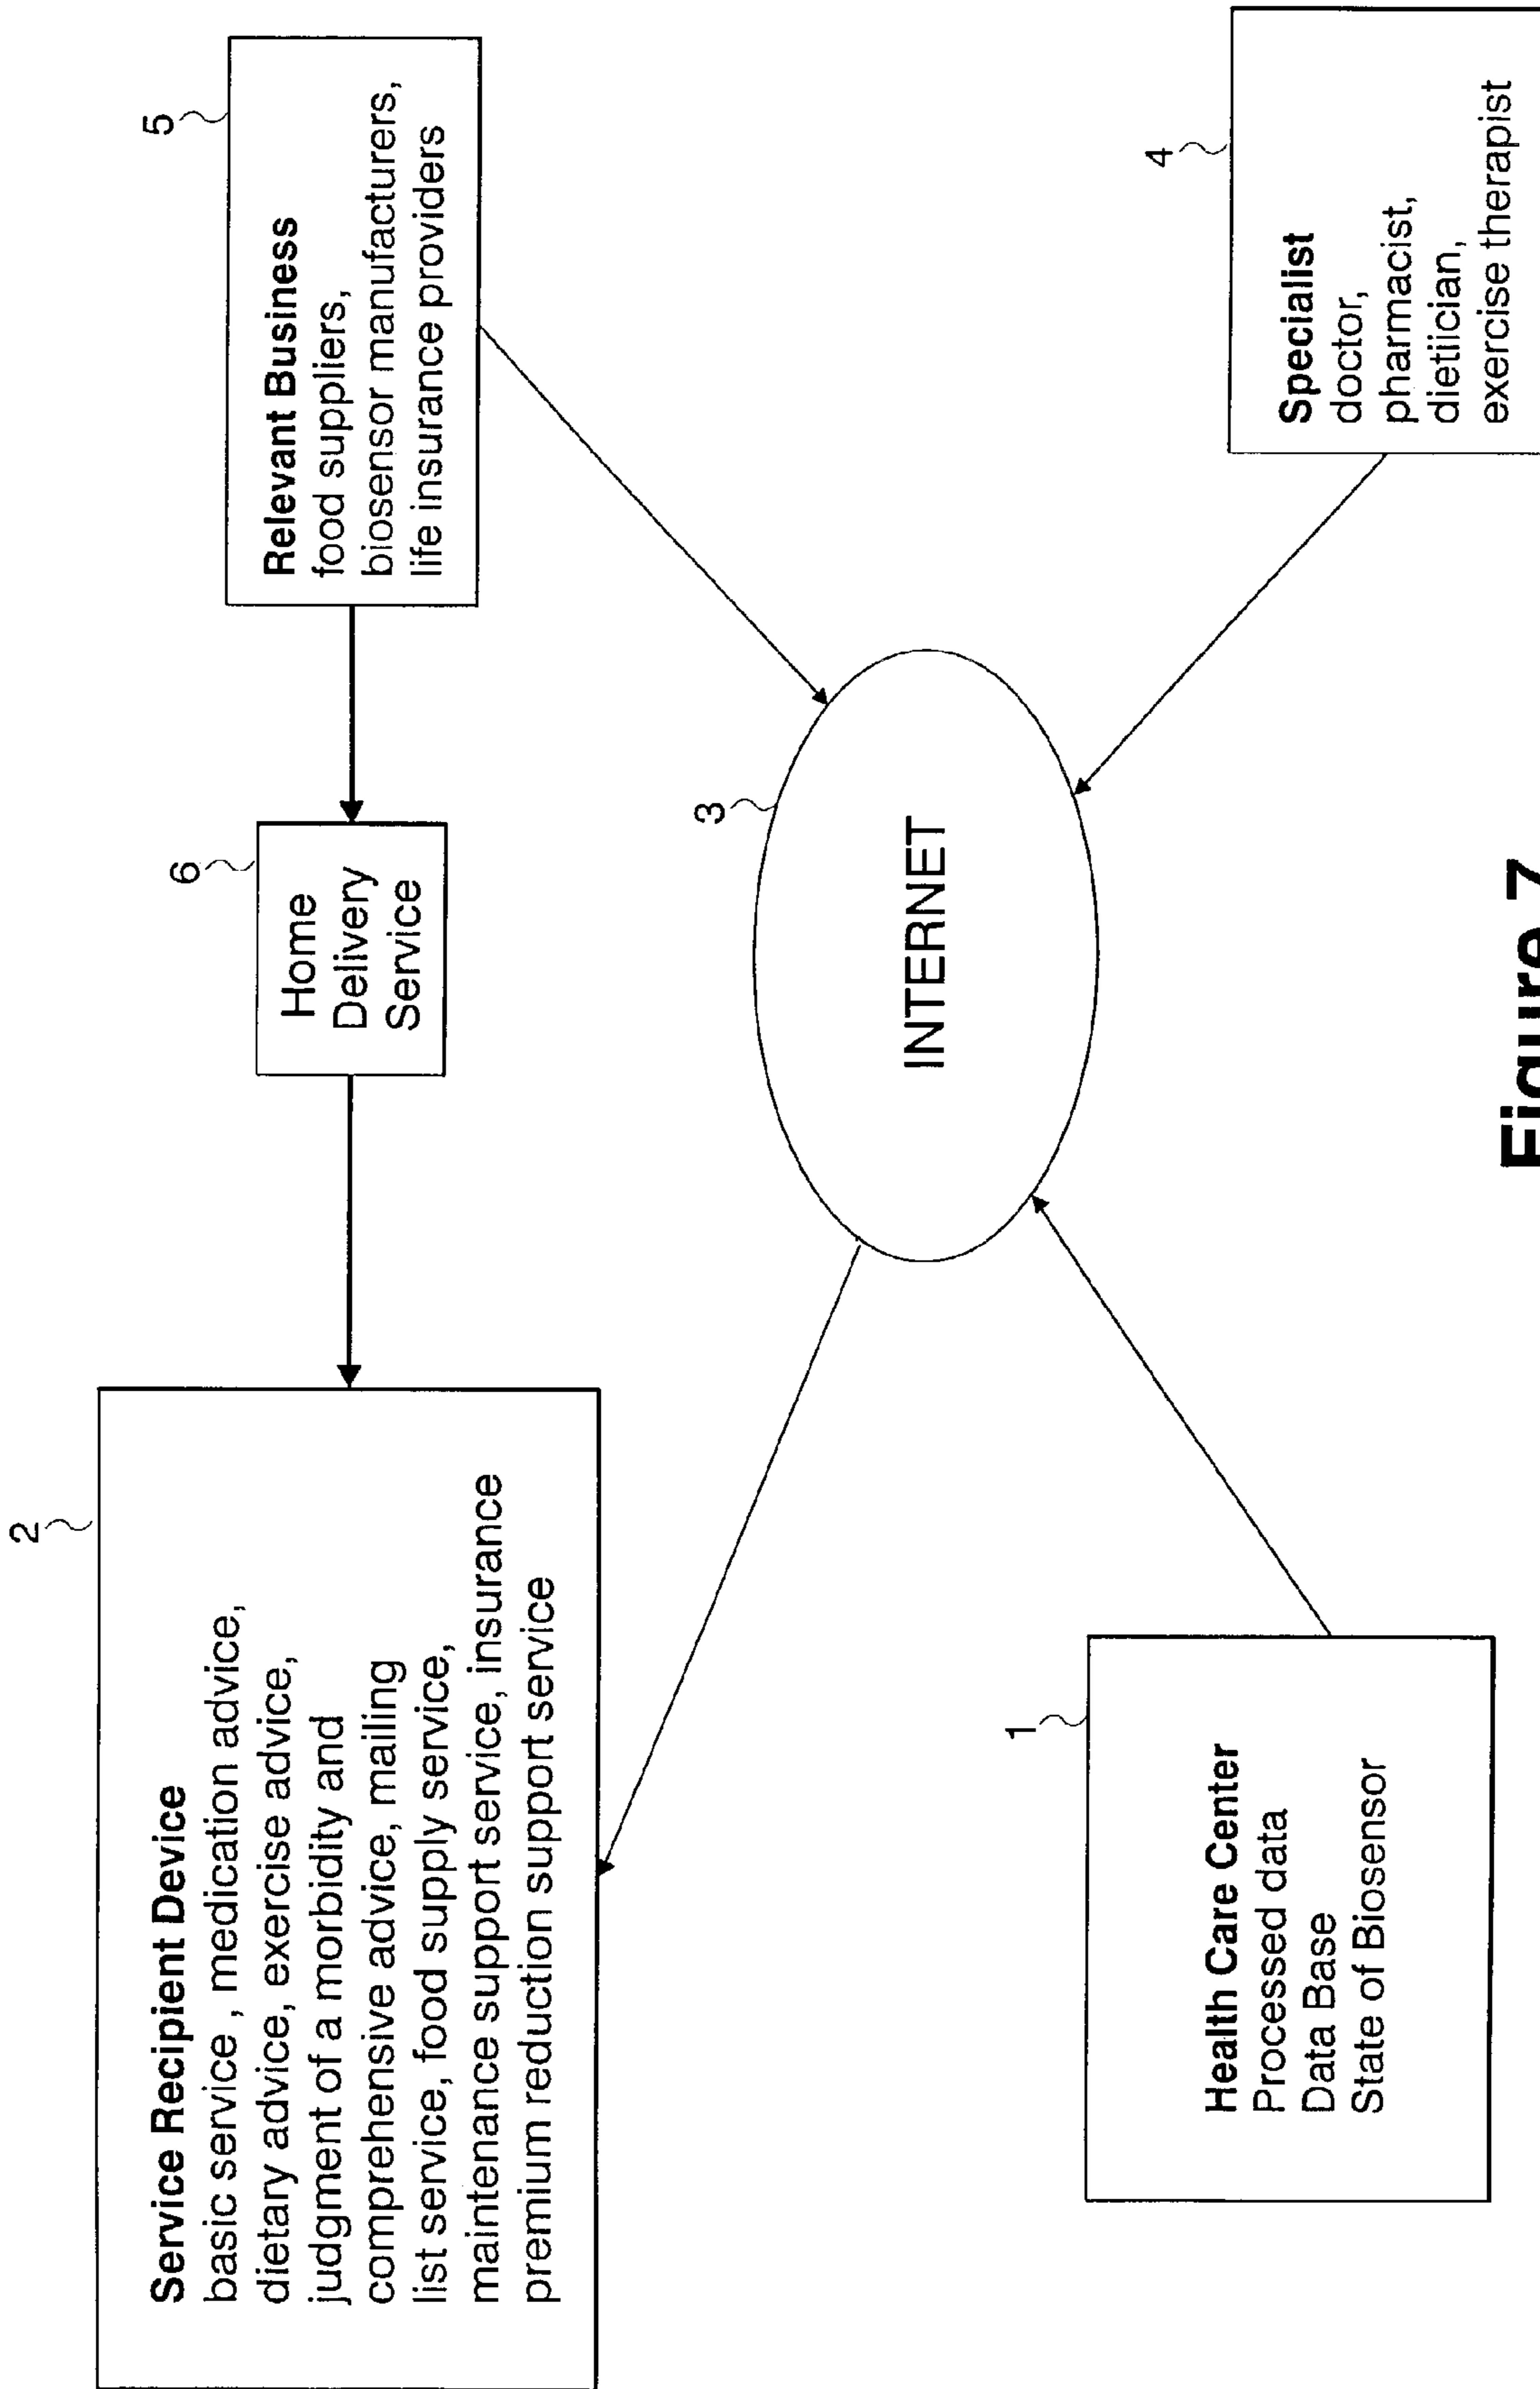 2
Service Recipient Device
basic service , medication advice,
dietary advice, exercise advice,
judgment of a morbidity and
comprehensive advice, mailing
list service, food supply service,
maintenance support service, insurance
premium reduction support service
6
Home
Delivery
Service
5
Relevant Business
food suppliers,
biosensor manufacturers,
life insurance providers
3
INTERNET
1
Health Care Center
Processed data
Data Base
State of Biosensor
4
Specialist
doctor,
pharmacist,
dietiician,
exercise therapist
Figure 7